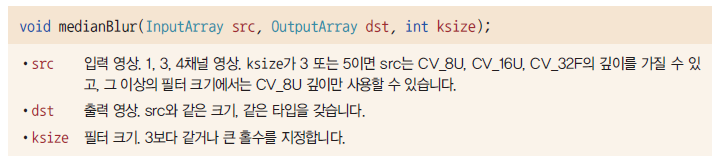 void medianBlur(InputArray src, OutputArray dst, int ksize);
• src 입력 영상. 1, 3, 4채널 영상. ksize가 3 또는 5이면 src는 CV_8U, CV_16U, CV_32F의 깊이를 가질 수 있
고, 그 이상의 필터 크기에서는 CV_8U 깊이만 사용할 수 있습니다.
• dst 출력 영상. src와 같은 크기, 같은 타입을 갖습니다.
• ksize 필터 크기. 3보다 같거나 큰 홀수를 지정합니다.